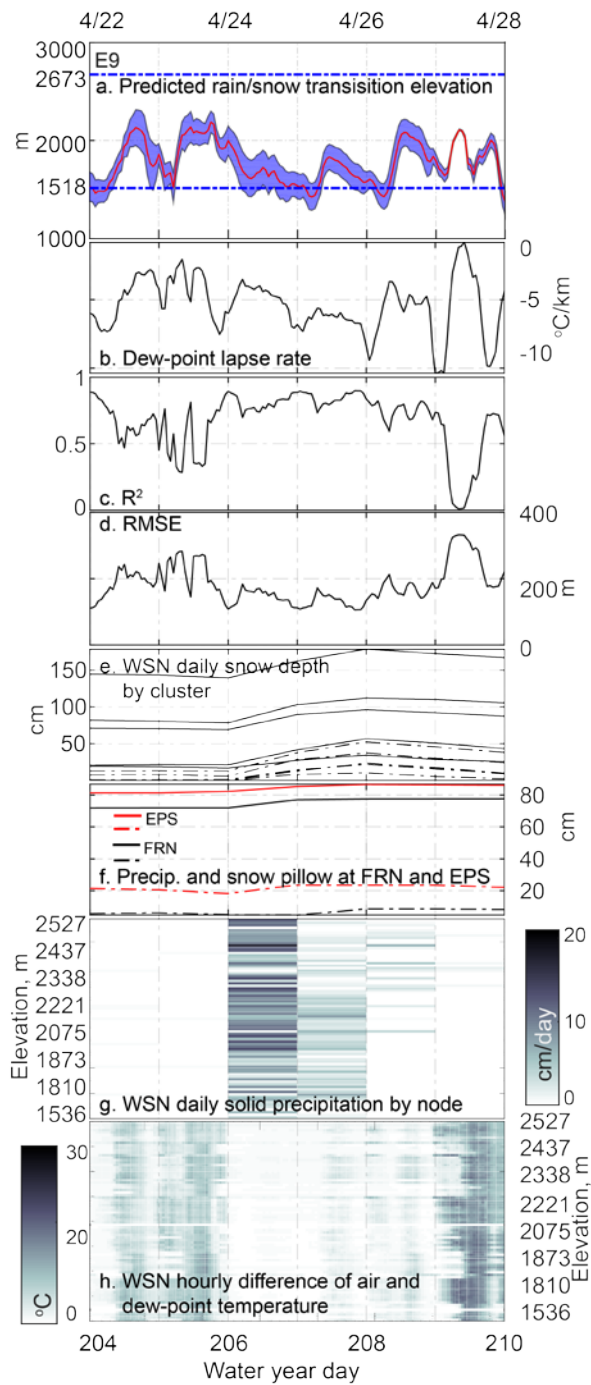 4/22 4/24 4/26 4/28
3000
E9
2673
a. Predicted rain/snow transisition elevation
m
2000
1518
1000
0
-5
-10
°C/km
b. Dew-point lapse rate
1
0.5
0
c. R²
400
d. RMSE
200
m
0
e. WSN daily snow depth
by cluster
150
100
50
cm
80
60
40
20
cm
EPS
FRN
f. Precip. and snow pillow at FRN and EPS
2527
2437
2338
2221
2075
1873
1810
1536
Elevation, m
20
10
0
cm/day
g. WSN daily solid precipitation by node
2527
2437
2338
2221
2075
1873
1810
1536
Elevation, m
30
20
0
°C
h. WSN hourly difference of air and
dew-point temperature
204 206 208 210
Water year day